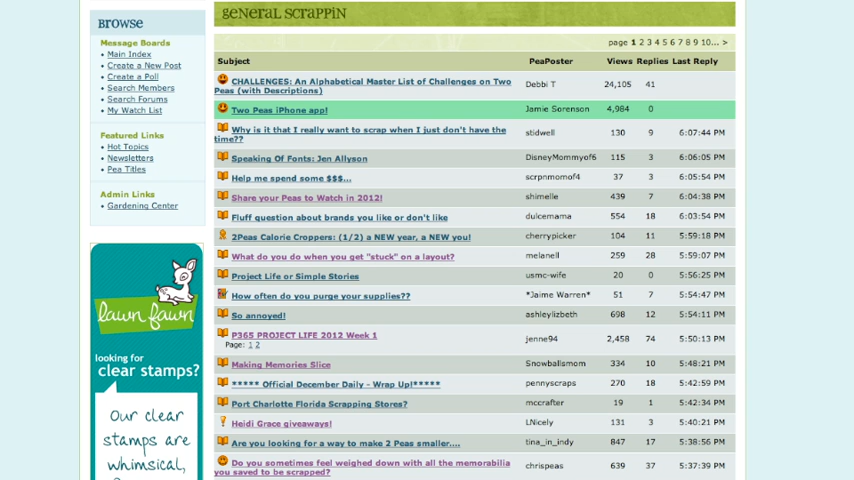 GENERAL SCRAPPIN
BROWSE
Message Boards
• Main Index
• Create a New Post
• Create a Poll
• Search Members
• Search Forums
• My Watch List
Featured Links
• Hot Topics
• Newsletters
• Pea Titles
Admin Links
• Gardening Center
lawn fawn
looking for
clear stamps?
Our clear
stamps are
whimsical,
page 1 2 3 4 5 6 7 8 9 10... >
Subject PeaPoster Views Replies Last Reply
CHALLENGES: An Alphabetical Master List of Challenges on Two
Peas (with Descriptions) Debbi T 24,105 41
Two Peas iPhone app! Jamie Sorenson 4,984 0
Why is it that I really want to scrap when I just don't have the
time?? stidwell 130 9 6:07:44 PM
Speaking Of Fonts: Jen Allyson DisneyMommyof6 115 3 6:06:05 PM
Help me spend some $$$... scrpnmomof4 37 3 6:05:54 PM
Share your Peas to Watch in 2012! shimelle 439 7 6:04:38 PM
Fluff question about brands you like or don't like dulcemama 554 18 6:03:54 PM
2Peas Calorie Croppers: (1/2) a NEW year, a NEW you! cherrypicker 104 11 5:59:18 PM
What do you do when you get "stuck" on a layout? melanell 259 28 5:59:07 PM
Project Life or Simple Stories usmc-wife 20 0 5:56:25 PM
How often do you purge your supplies?? *Jaime Warren* 51 7 5:54:47 PM
So annoyed! ashleylizbeth 698 12 5:54:11 PM
P365 PROJECT LIFE 2012 Week 1 jenne94 2,458 74 5:50:13 PM
Page: 1 2
Making Memories Slice Snowballsmom 334 10 5:48:21 PM
***** Official December Daily - Wrap Up!***** pennyscraps 270 18 5:42:59 PM
Port Charlotte Florida Scrapping Stores? mccrafter 19 1 5:42:34 PM
Heidi Grace giveaways! LNicely 131 3 5:40:21 PM
Are you looking for a way to make 2 Peas smaller.... tina_in_indy 847 17 5:38:56 PM
Do you sometimes feel weighed down with all the memorabilia
you saved to be scrapped? chrispeas 639 37 5:37:39 PM